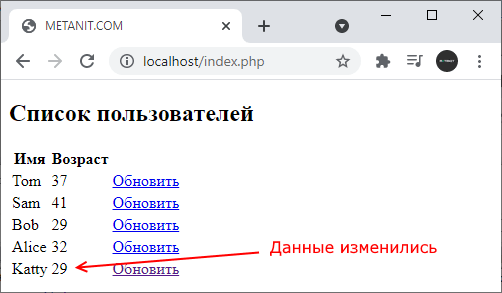 METANIT.COM
localhost/index.php
Список пользователей
Имя Возраст
Tom 37 Обновить
Sam 41 Обновить
Bob 29 Обновить
Alice 32 Обновить
Katty 29 Обновить
Данные изменились